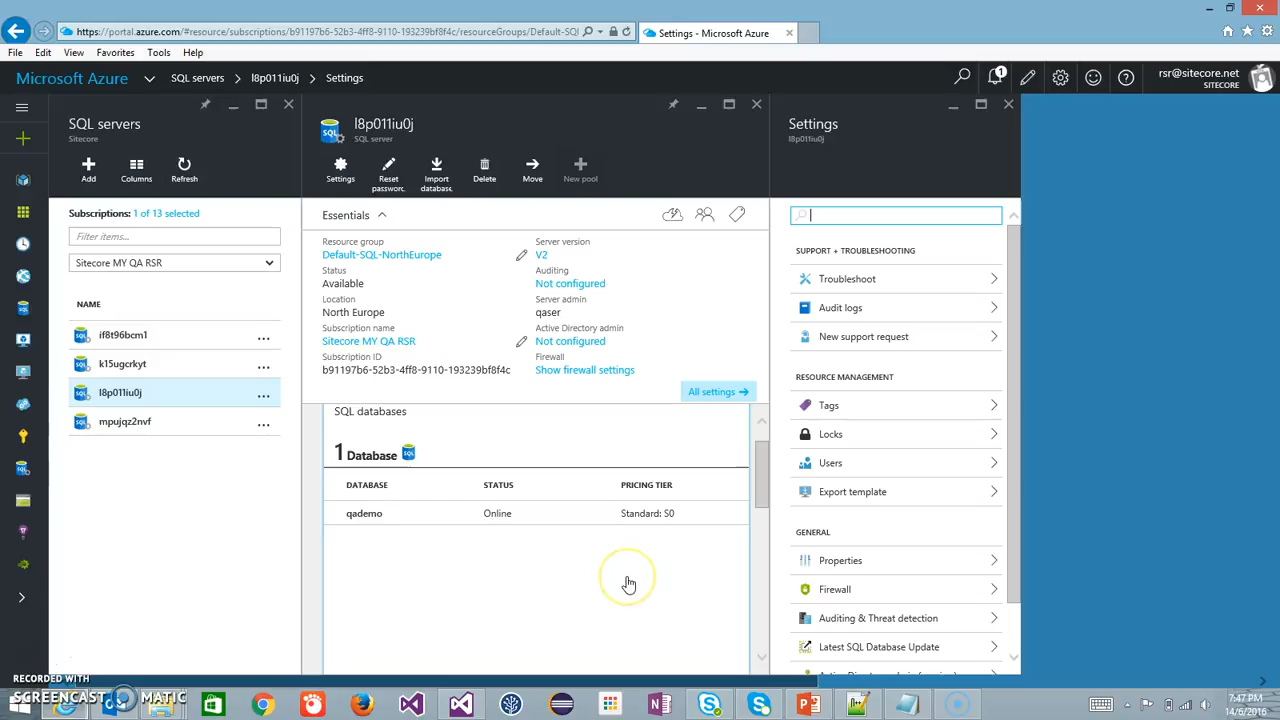 https://portal.azure.com/#resource/subscriptions/b91197b6-52b3-4ff8-9110-193239bf8f4c/resourceGroups/Default-SQ
Settings - Microsoft Azure
File Edit View Favorites Tools Help
Microsoft Azure SQL servers l8p011iu0j Settings
1
rsr@sitecore.net
SITECORE
SQL servers
Sitecore
Add Columns Refresh
Subscriptions: 1 of 13 selected
Filter items...
Sitecore MY QA RSR
NAME
if8t96bcm1 ...
k15ugcrkyt ...
l8p011iu0j ...
mpujqz2nvf ...
l8p011iu0j
SQL server
Settings
Reset passworc.
Import database.
Delete
Move
New pool
Essentials
Resource group
Default-SQL-NorthEurope
Status
Available
Location
North Europe
Subscription name
Sitecore MY QA RSR
Subscription ID
b91197b6-52b3-4ff8-9110-193239bf8f4c
Server version
V2
Auditing
Not configured
Server admin
qaser
Active Directory admin
Not configured
Firewall
Show firewall settings
All settings
SQL databases
1 Database
DATABASE STATUS PRICING TIER
qademo Online Standard: S0
Settings
l8p011iu0j
SUPPORT + TROUBLESHOOTING
Troubleshoot
Audit logs
New support request
RESOURCE MANAGEMENT
Tags
Locks
Users
Export template
GENERAL
Properties
Firewall
Auditing & Threat detection
Latest SQL Database Update
RECORDED WITH
SCREENCAST MATIC
7:47 PM
14/6/2016